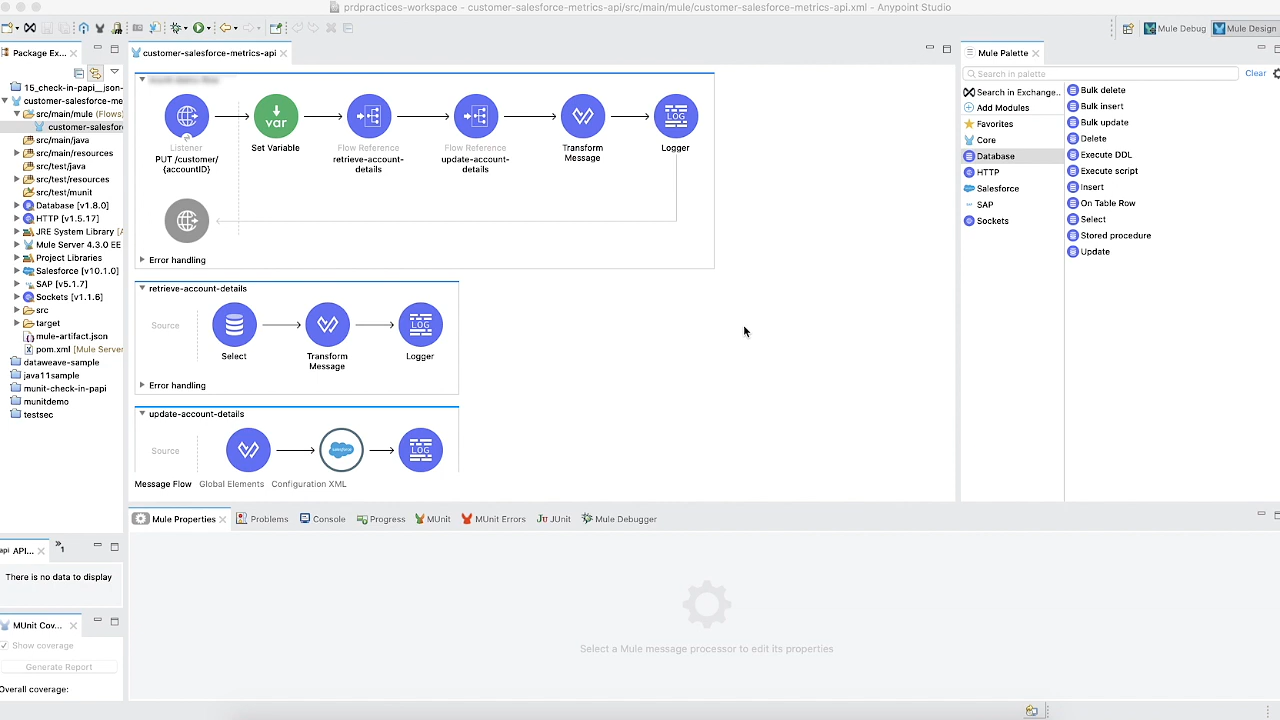 prdpractices-workspace - customer-salesforce-metrics-api/src/main/mule/customer-salesforce-metrics-api.xml - Anypoint Studio
Mule Debug
Mule Design
Package Ex...
15_check-in-papi__json-
customer-salesforce-me
src/main/mule (Flows)
customer-salesforc
src/main/java
src/main/resources
src/test/java
src/test/resources
src/test/munit
Database [v1.8.0]
HTTP [v1.5.17]
JRE System Library [
Mule Server 4.3.0 EE
Project Libraries
Salesforce [v10.1.0]
SAP [v5.1.7]
Sockets [v1.1.6]
src
target
mule-artifact.json
pom.xml [Mule Server
dataweave-sample
java11sample
munit-check-in-papi
munitdemo
testsec
api API...
1
There is no data to display
MUnit Cov...
Show coverage
Generate Report
Overall coverage:
customer-salesforce-metrics-api
var
LOG
Listener
PUT /customer/
{accountID}
Set Variable
Flow Reference
retrieve-account-
details
Flow Reference
update-account-
details
Transform
Message
Logger
Error handling
retrieve-account-details
Source
LOG
Select
Transform
Message
Logger
Error handling
update-account-details
Source
salesforce
LOG
Message Flow
Global Elements
Configuration XML
Mule Palette
Search in palette
Clear
Search in Exchange..
Add Modules
Favorites
Core
Database
HTTP
Salesforce
SAP
Sockets
Bulk delete
Bulk insert
Bulk update
Delete
Execute DDL
Execute script
Insert
On Table Row
Select
Stored procedure
Update
Mule Properties
Problems
Console
Progress
MUnit
MUnit Errors
JUnit
Mule Debugger
Select a Mule message processor to edit its properties